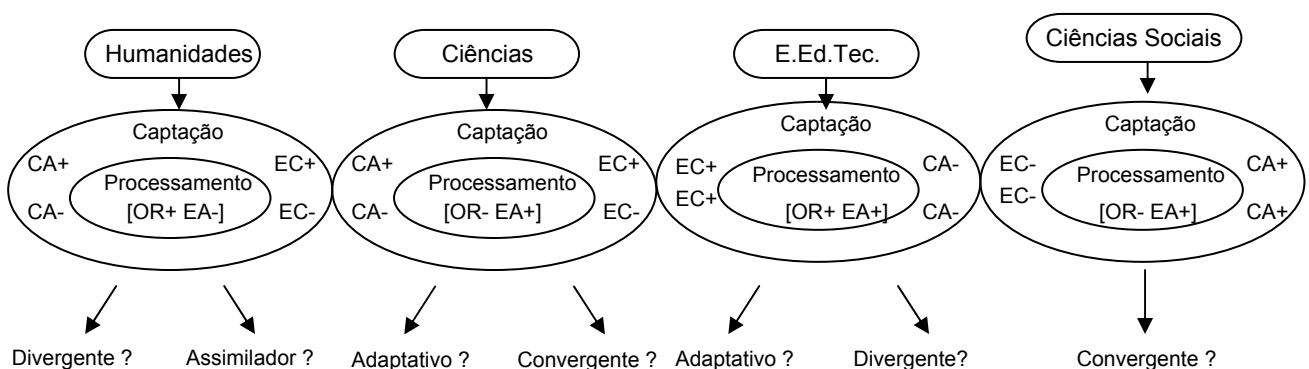 Humanidades
Ciências
E.Ed.Tec.
Ciências Sociais
Captação
CA+ EC+
Processamento
CA- [OR+ EA-] EC-
Captação
CA+ EC+
Processamento
CA- [OR- EA+] EC-
Captação
EC+ CA-
Processamento
EC+ [OR+ EA+] CA-
Captação
EC- CA+
Processamento
EC- [OR- EA+] CA+
Divergente ? Assimilador ? Adaptativo ? Convergente ? Adaptativo ? Divergente? Convergente ?